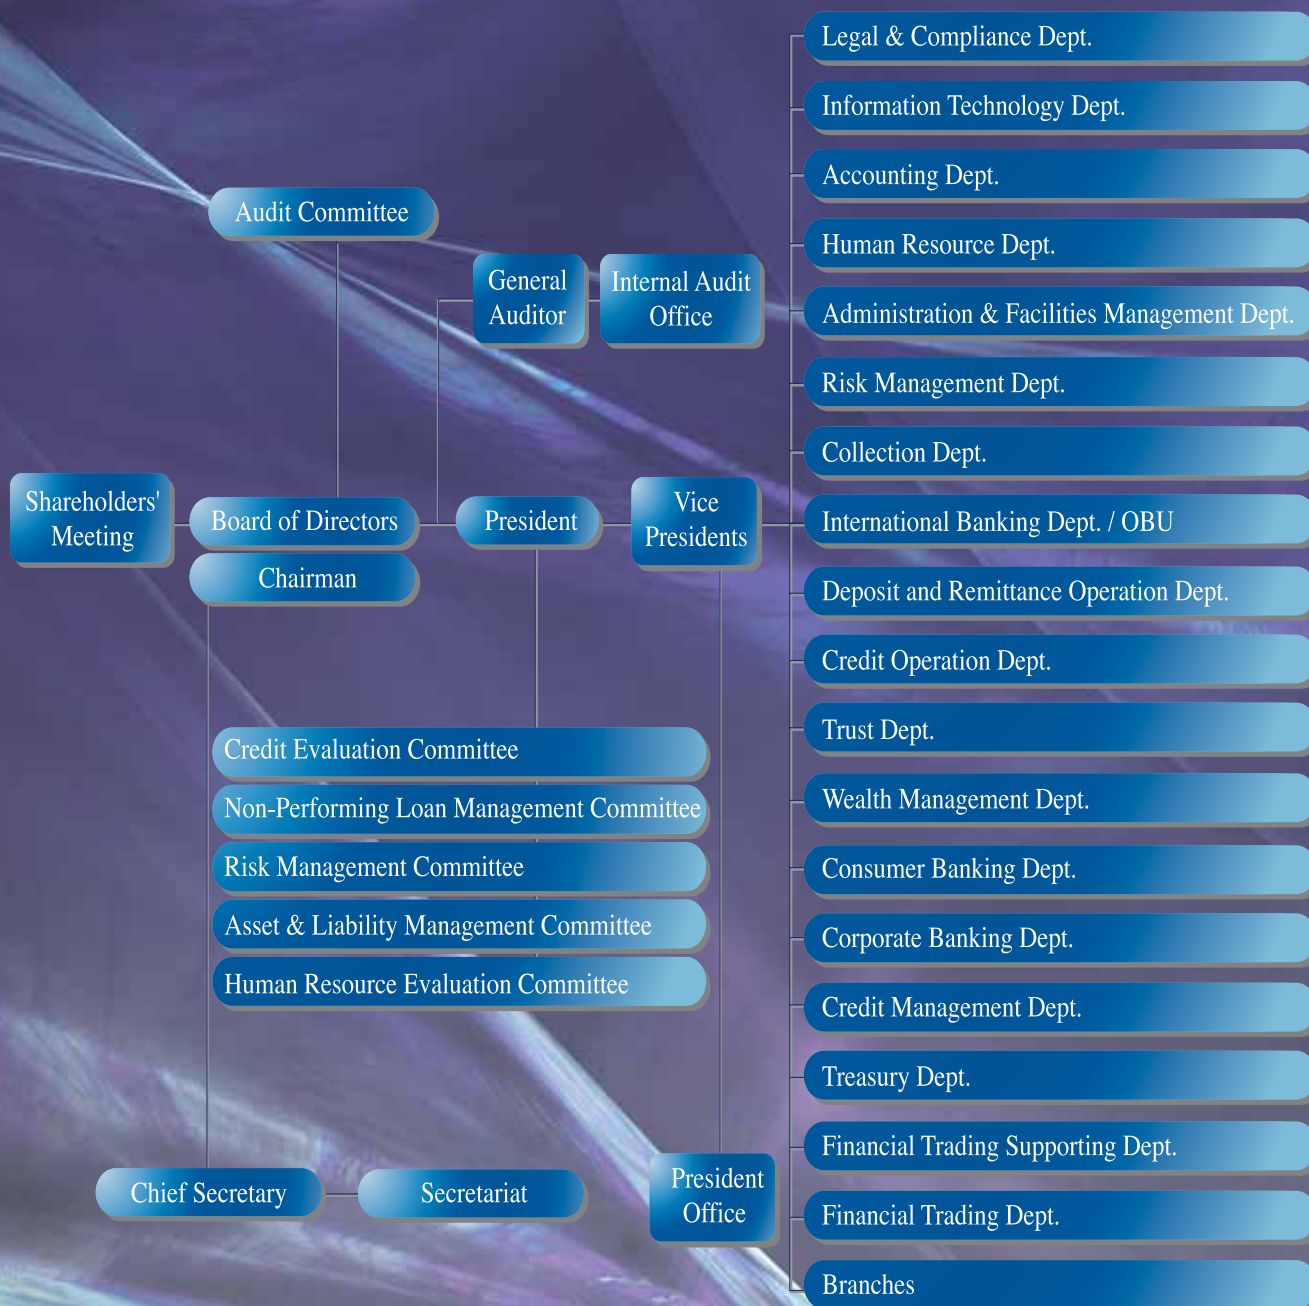 Audit Committee
General
Auditor
Internal Audit
Office
Shareholders'
Meeting
Board of Directors
Chairman
President
Vice
Presidents
Credit Evaluation Committee
Non-Performing Loan Management Committee
Risk Management Committee
Asset & Liability Management Committee
Human Resource Evaluation Committee
Chief Secretary
Secretariat
President
Office
Legal & Compliance Dept.
Information Technology Dept.
Accounting Dept.
Human Resource Dept.
Administration & Facilities Management Dept.
Risk Management Dept.
Collection Dept.
International Banking Dept. / OBU
Deposit and Remittance Operation Dept.
Credit Operation Dept.
Trust Dept.
Wealth Management Dept.
Consumer Banking Dept.
Corporate Banking Dept.
Credit Management Dept.
Treasury Dept.
Financial Trading Supporting Dept.
Financial Trading Dept.
Branches